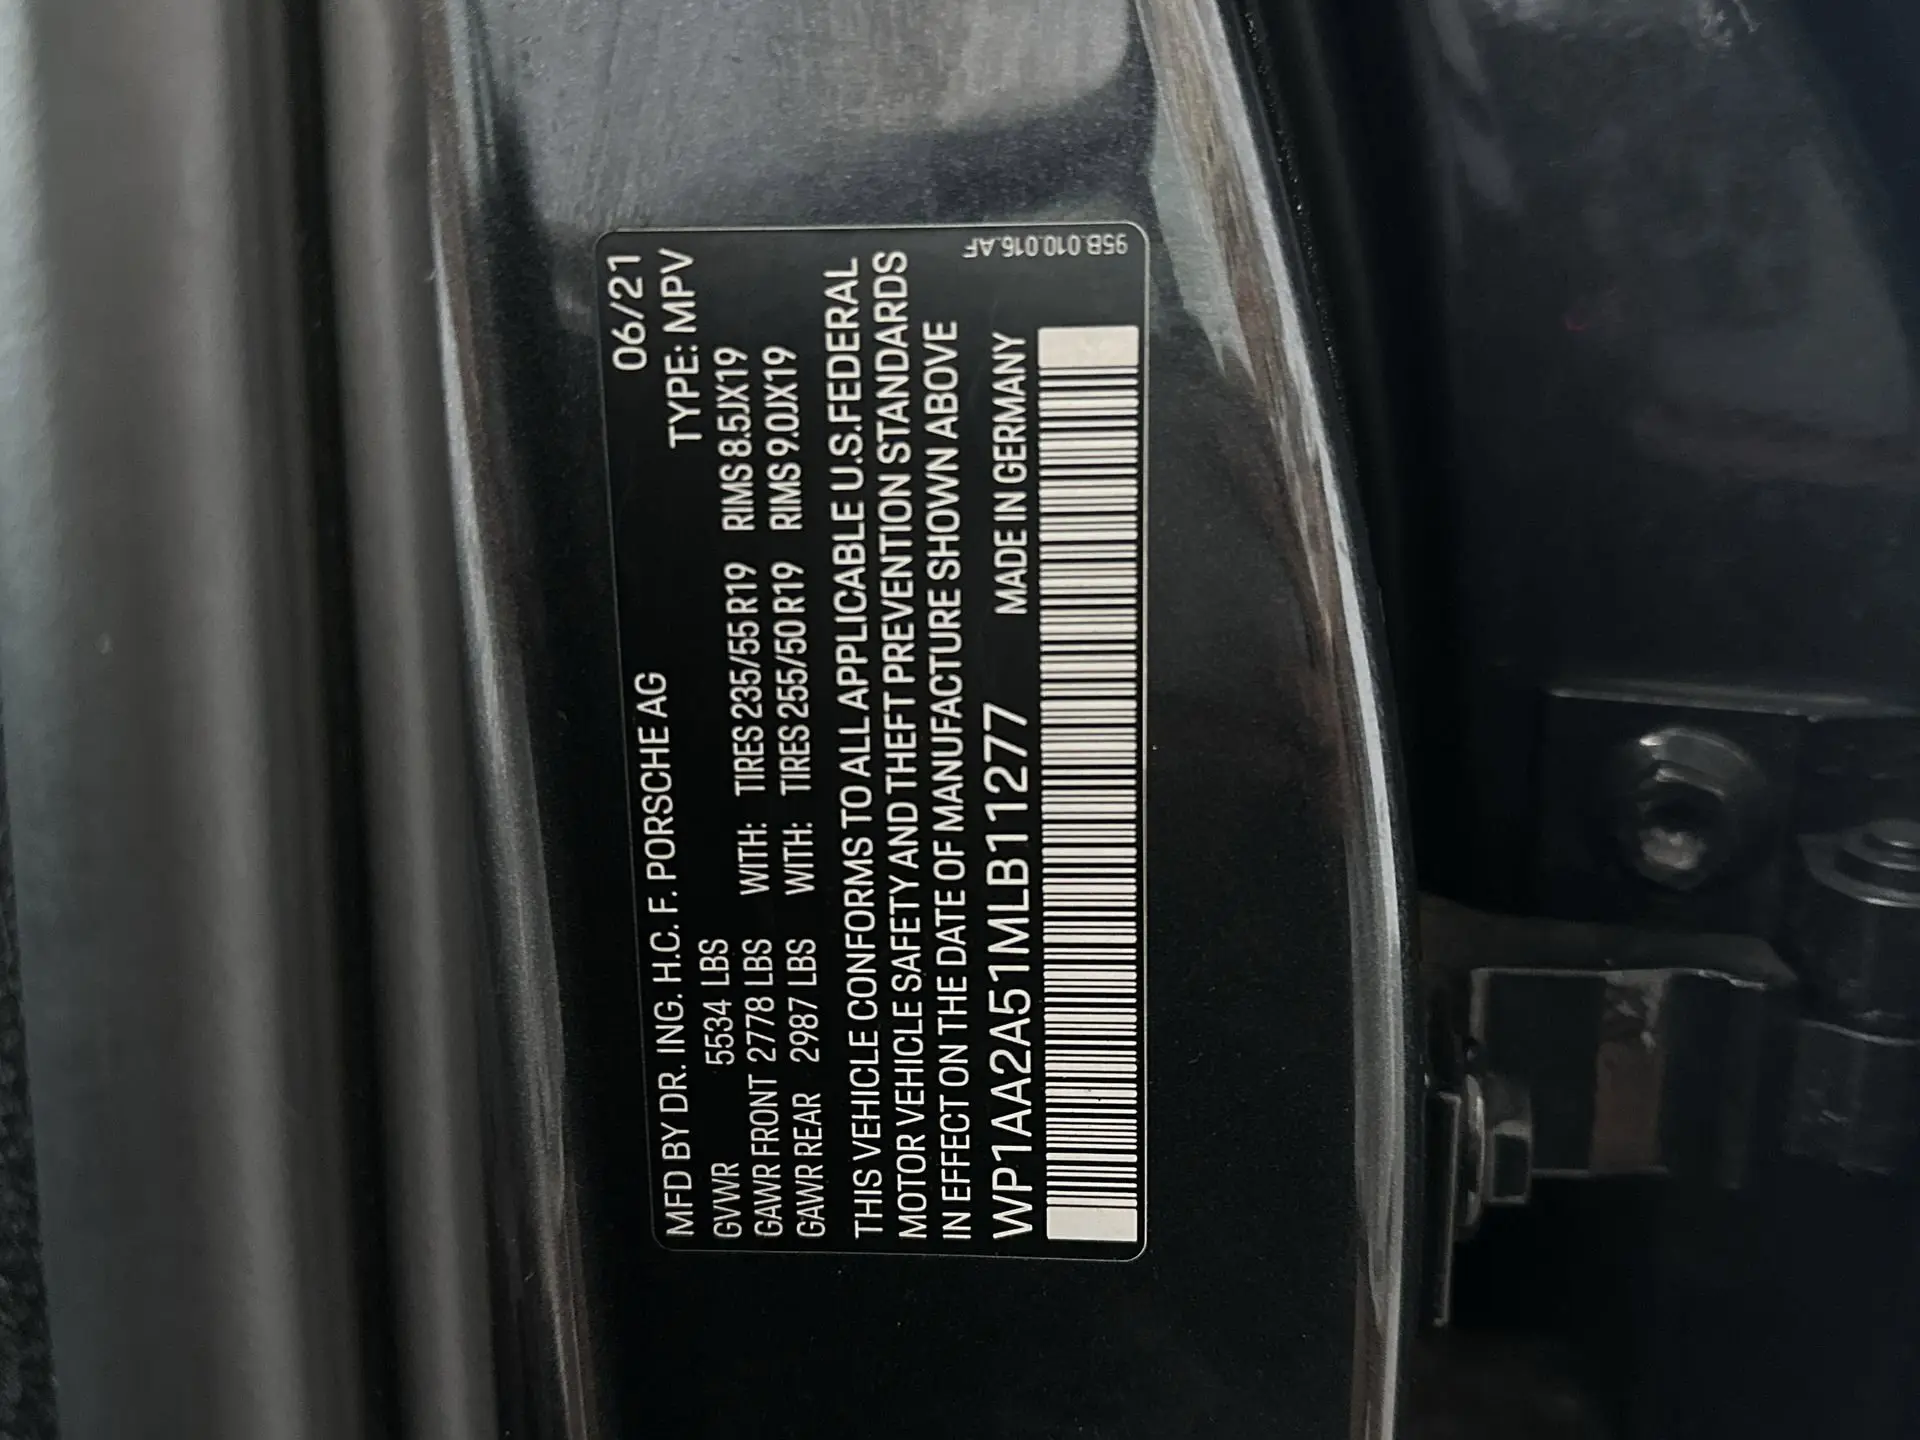 MFD BY DR. ING. H.C. F. PORSCHE AG 06/21
TYPE: MPV
GVWR 5534 LBS
GAWR FRONT 2778 LBS WITH: TIRES 235/55 R19 RIMS 8.5JX19
GAWR REAR 2987 LBS WITH: TIRES 255/50 R19 RIMS 9.0JX19
THIS VEHICLE CONFORMS TO ALL APPLICABLE U.S.FEDERAL
MOTOR VEHICLE SAFETY AND THEFT PREVENTION STANDARDS
IN EFFECT ON THE DATE OF MANUFACTURE SHOWN ABOVE
WP1AA2A51MLB11277 MADE IN GERMANY
95B.010.016.AF